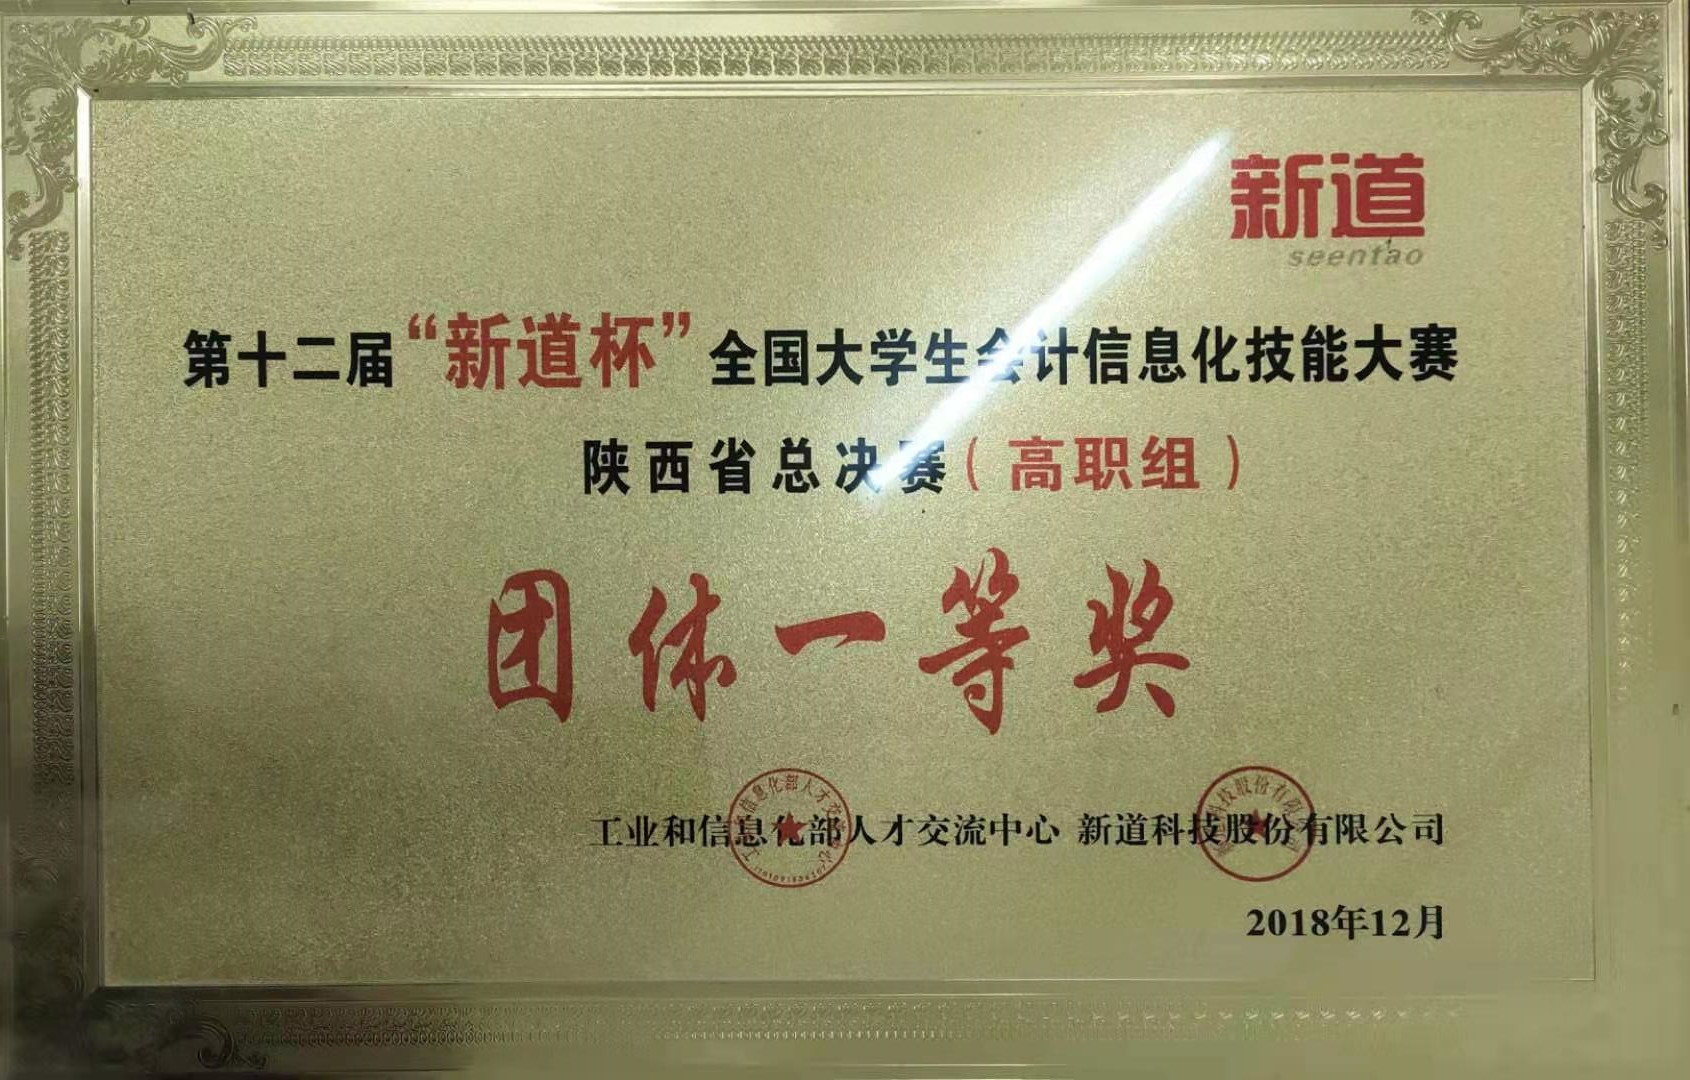 新道
seentao
第十二届“新道杯”全国大学生会计信息化技能大赛
陕西省总决赛（高职组）
团体一等奖
工业和信息化部人才交流中心 新道科技股份有限公司
2018年12月